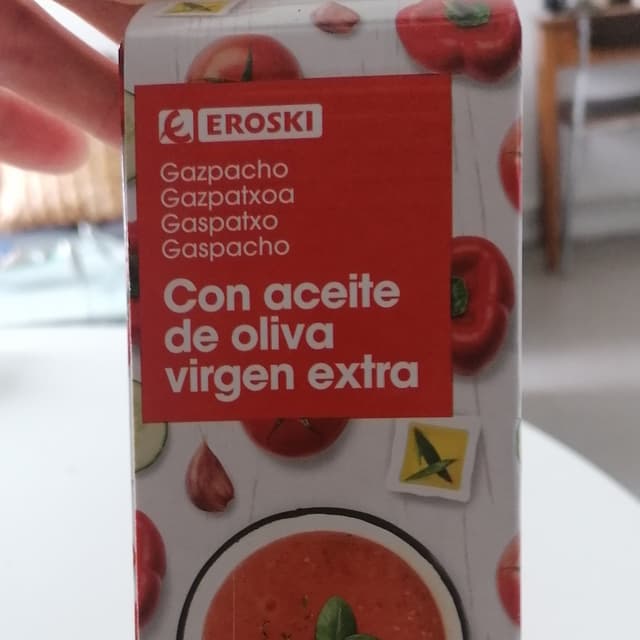 EROSKI
Gazpacho
Gazpatxoa
Gaspatxo
Gaspacho
Con aceite
de oliva
virgen extra